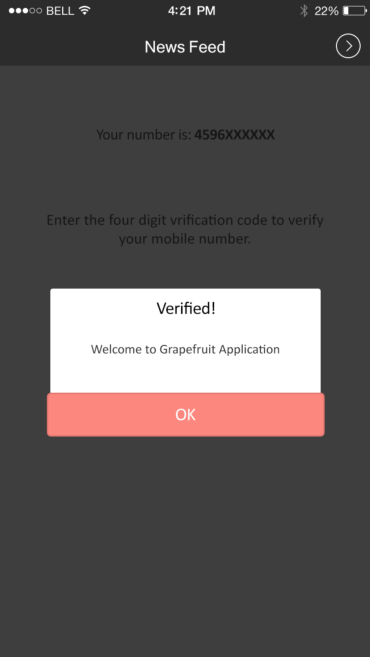 BELL 4:21 PM 22%
News Feed
Your number is: 4596XXXXXX
Enter the four digit vrification code to verify
your mobile number.
Verified!
Welcome to Grapefruit Application
OK